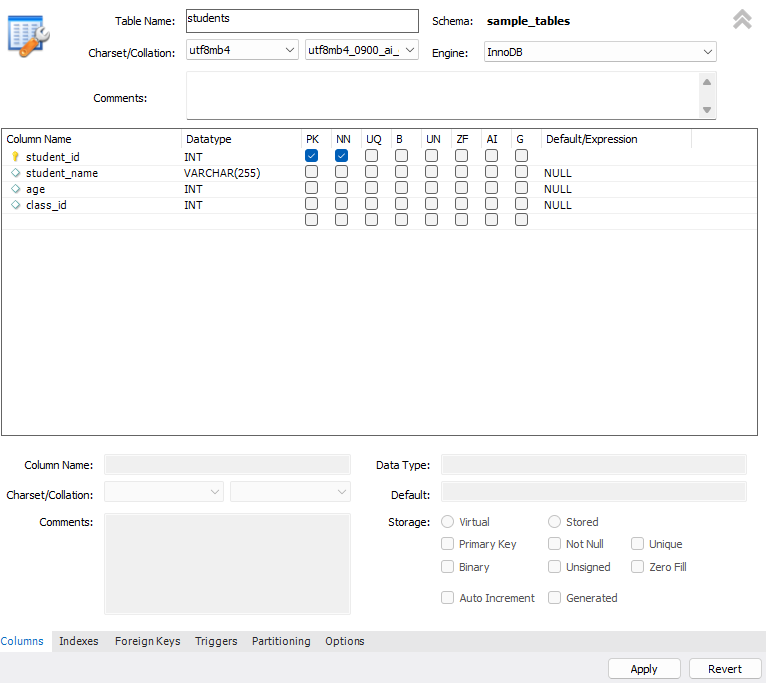 Table Name: students Schema: sample_tables
Charset/Collation: utf8mb4 utf8mb4_0900_ai_ Engine: InnoDB
Comments:
Column Name Datatype PK NN UQ B UN ZF AI G Default/Expression
student_id INT
student_name VARCHAR(255) NULL
age INT NULL
class_id INT NULL
Column Name: Data Type:
Charset/Collation: Default:
Comments: Storage: Virtual Stored
Primary Key Not Null Unique
Binary Unsigned Zero Fill
Auto Increment Generated
Columns Indexes Foreign Keys Triggers Partitioning Options
Apply Revert